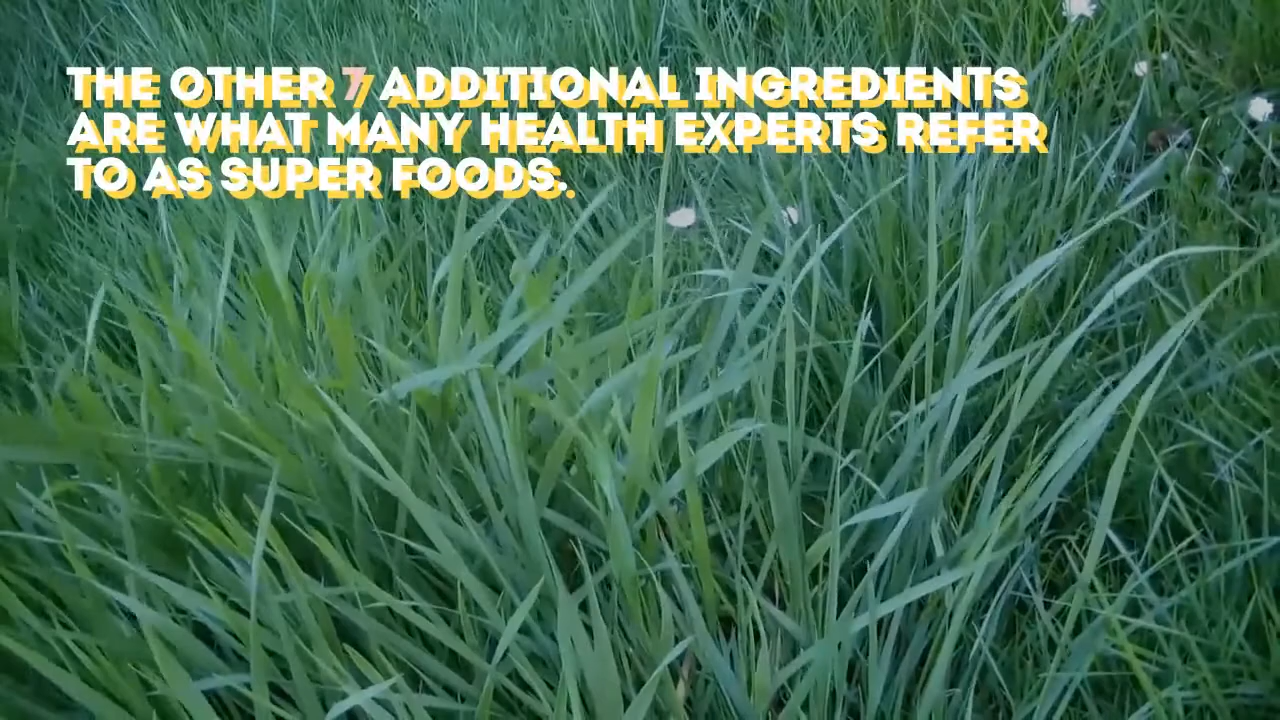 THE OTHER 7 ADDITIONAL INGREDIENTS
ARE WHAT MANY HEALTH EXPERTS REFER
TO AS SUPER FOODS.